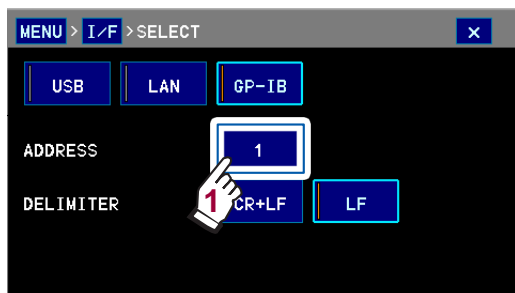 MENU > I/F >SELECT x
USB LAN GP-IB
ADDRESS 1
1
DELIMITER CR+LF LF